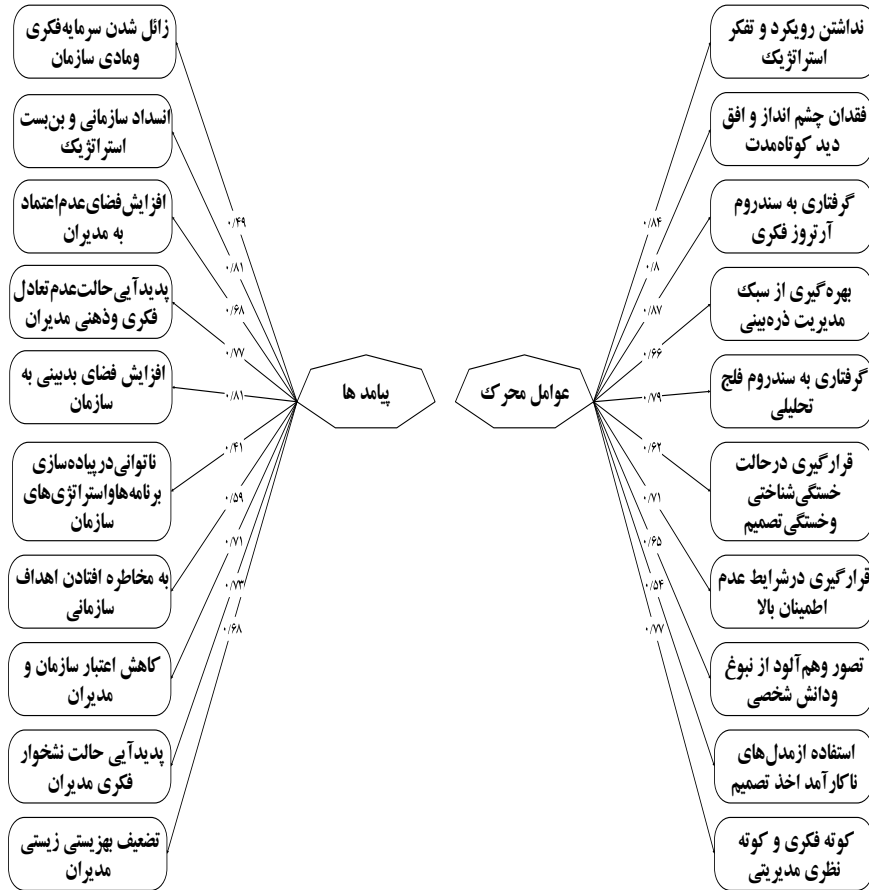 نداشتن رویکرد و تفکر
استراتژیک
فقدان چشم انداز و افق
دید کوتاه‌مدت
گرفتاری به سندروم
آرتروز فکری
بهره‌گیری از سبک
مدیریت ذره‌بینی
گرفتاری به سندروم فلج
تحلیلی
قرارگیری درحالت
خستگی‌شناختی
وخستگی‌تصمیم
قرارگیری درشرایط عدم
اطمینان بالا
تصور وهم‌آلود از نبوغ
ودانش شخصی
استفاده ازمدل‌های
ناکارآمد اخذ تصمیم
کوته فکری و کوته
نظری مدیریتی
۰/۸۴
۰/۸
۰/۸۷
۰/۶۶
۰/۷۹
۰/۶۲
۰/۷۱
۰/۶۵
۰/۵۴
۰/۷۷
عوامل محرک
پیامد ها
۰/۴۹
۰/۸۱
۰/۶۸
۰/۷۷
۰/۸۱
۰/۴۱
۰/۵۹
۰/۷۱
۰/۷۳
۰/۶۸
زائل شدن سرمایه‌فکری
ومادی سازمان
انسداد سازمانی و بن‌بست
استراتژیک
افزایش‌فضای‌عدم‌اعتماد
به مدیران
پدیدآیی حالت‌عدم‌تعادل
فکری وذهنی مدیران
افزایش فضای بدبینی به
سازمان
ناتوانی‌درپیاده‌سازی
برنامه‌هاواستراتژی‌های
سازمان
به مخاطره افتادن اهداف
سازمانی
کاهش اعتبار سازمان و
مدیران
پدیدآیی حالت نشخوار
فکری مدیران
تضعیف بهزیستی زیستی
مدیران